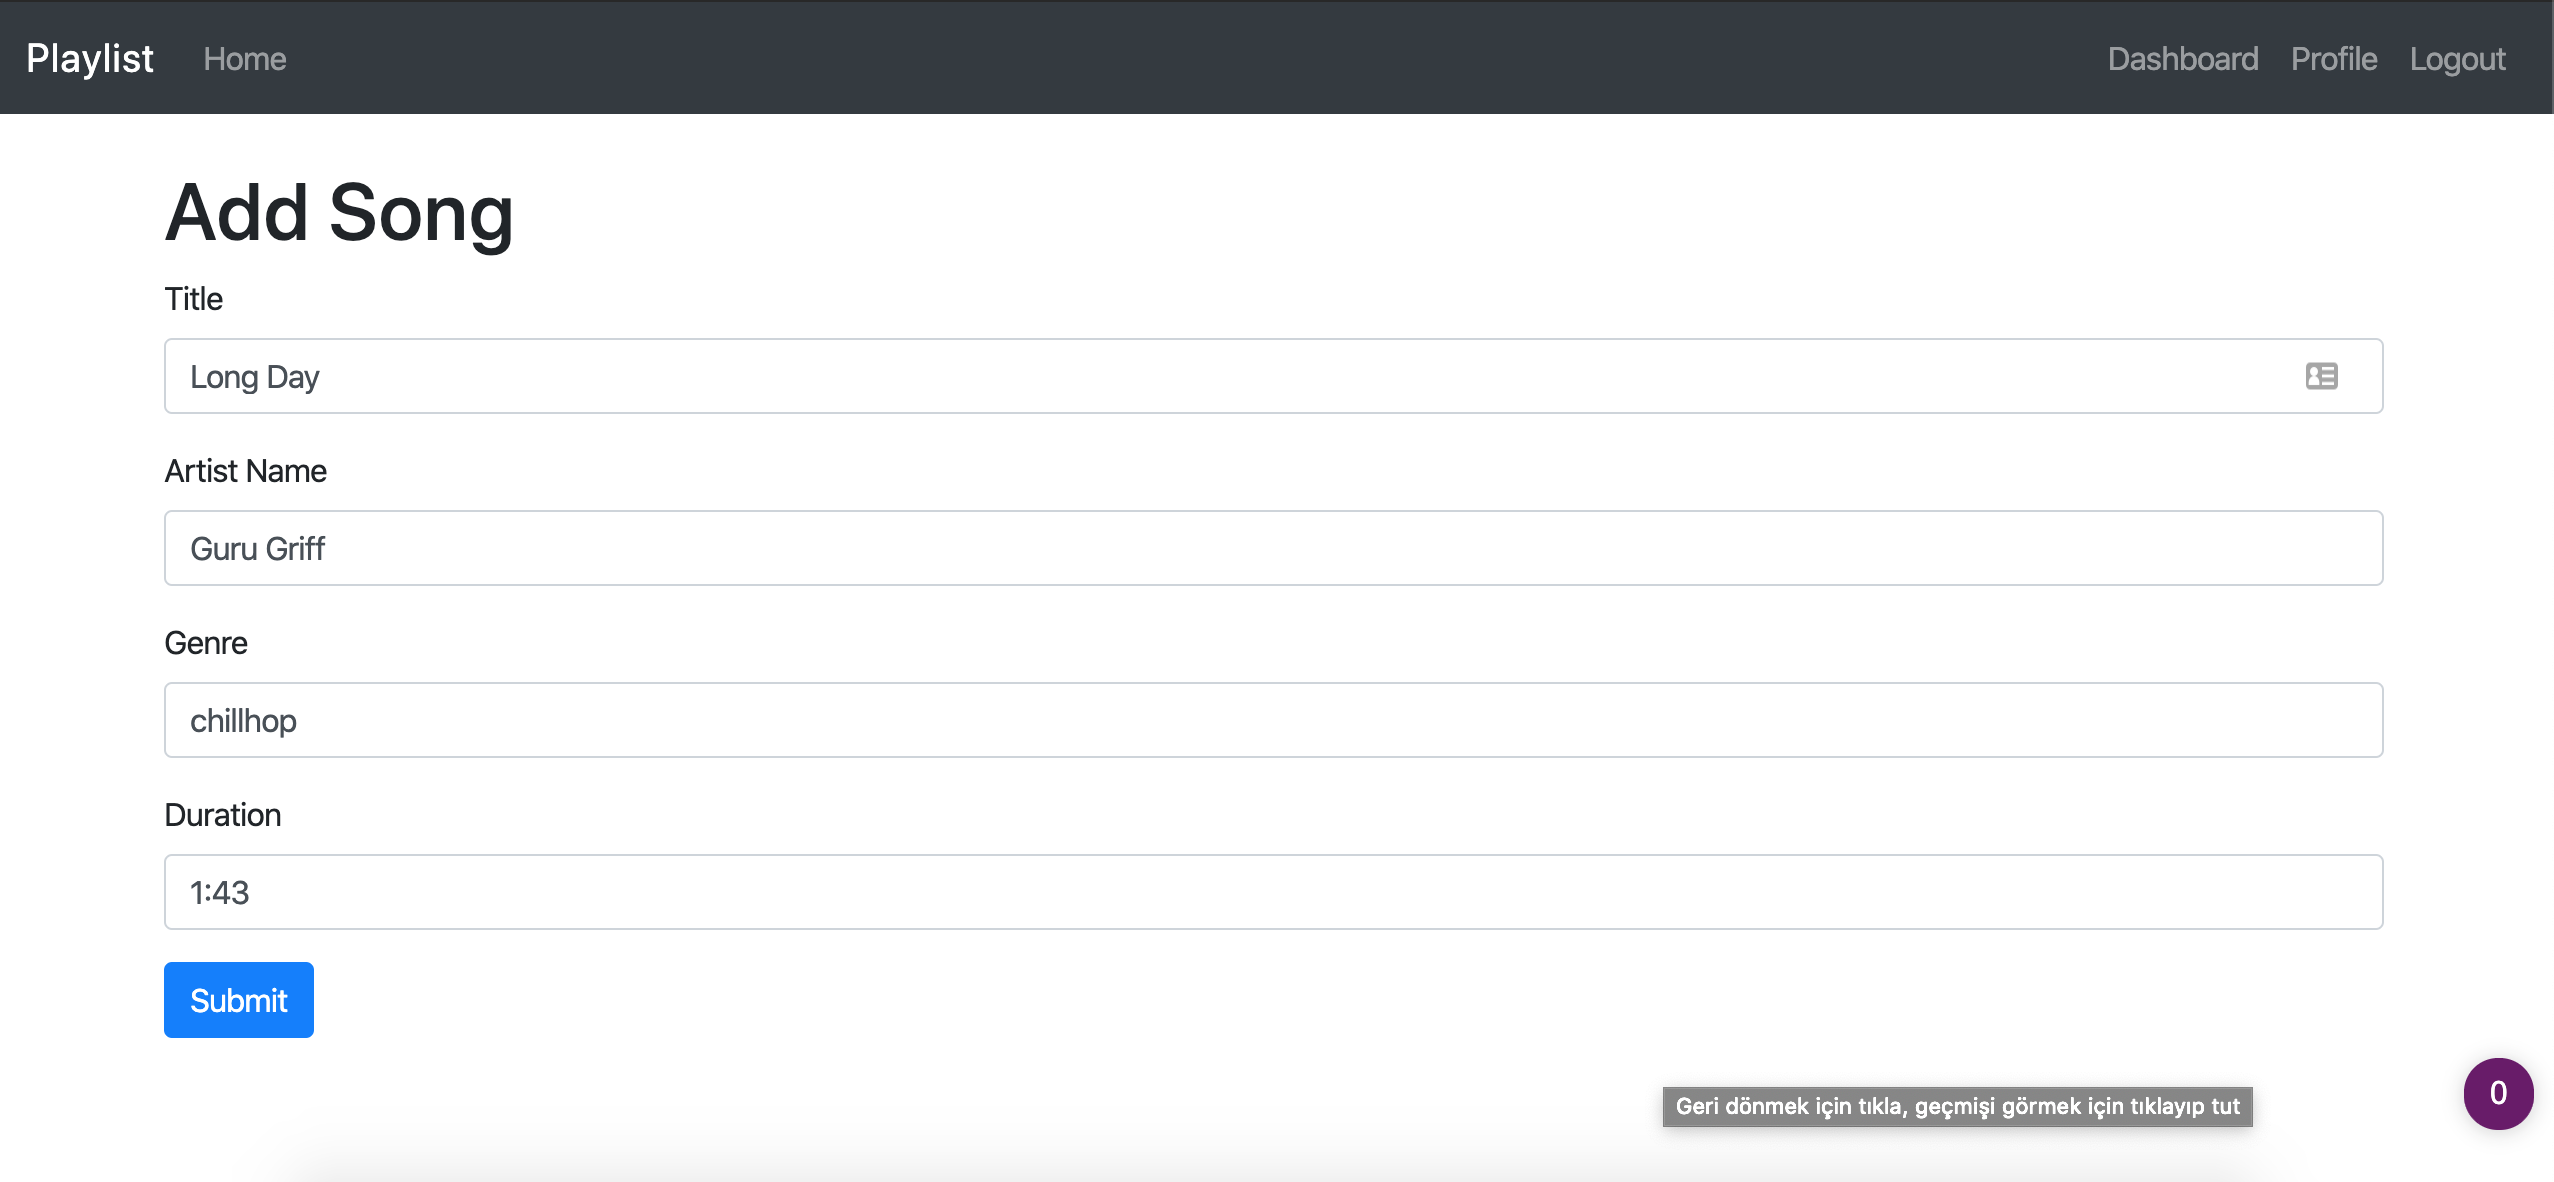 Playlist Home Dashboard Profile Logout
Add Song
Title
Long Day
Artist Name
Guru Griff
Genre
chillhop
Duration
1:43
Submit
Geri dönmek için tıkla, geçmişi görmek için tıklayıp tut
0